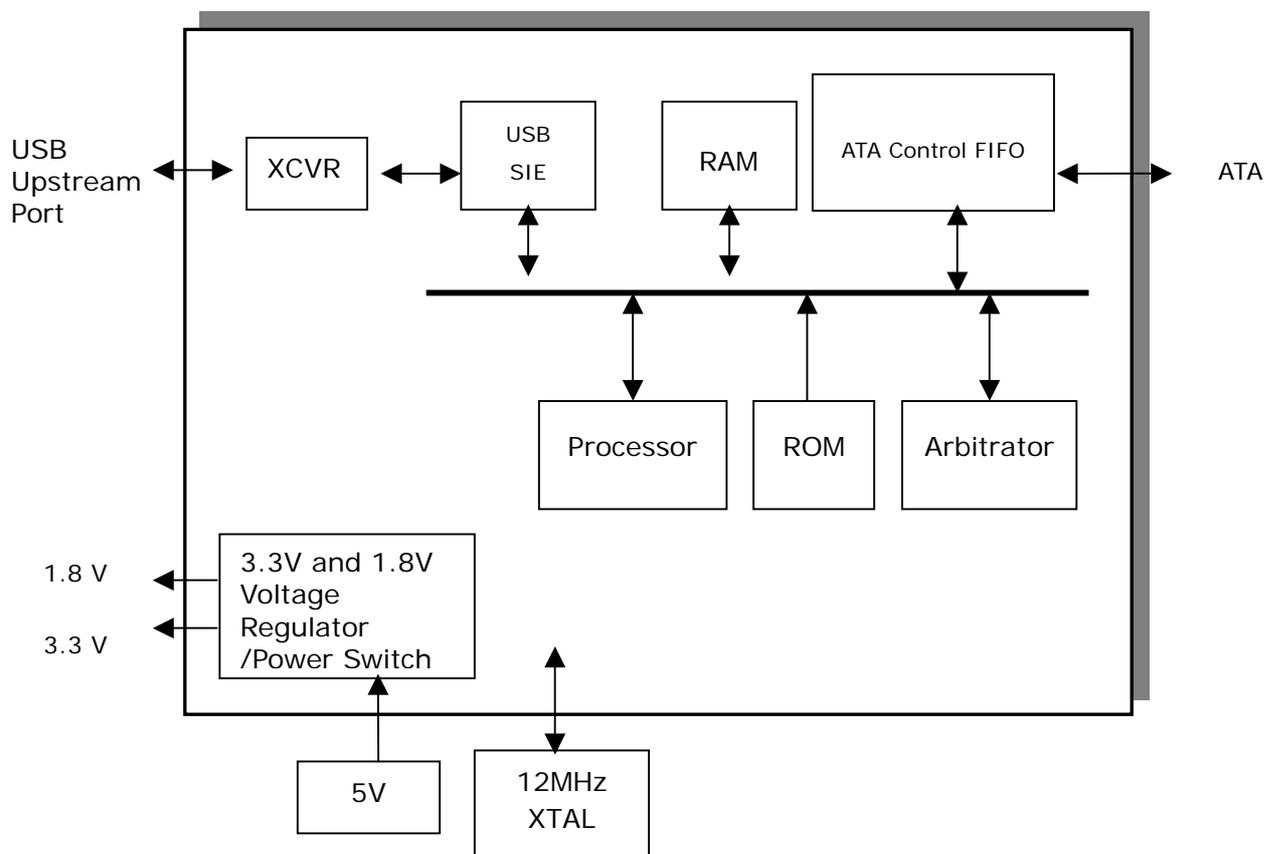 USB
Upstream
Port
XCVR
USB
SIE
RAM
ATA Control FIFO
ATA
Processor
ROM
Arbitrator
1.8 V
3.3 V
3.3V and 1.8V
Voltage
Regulator
/Power Switch
5V
12MHz
XTAL